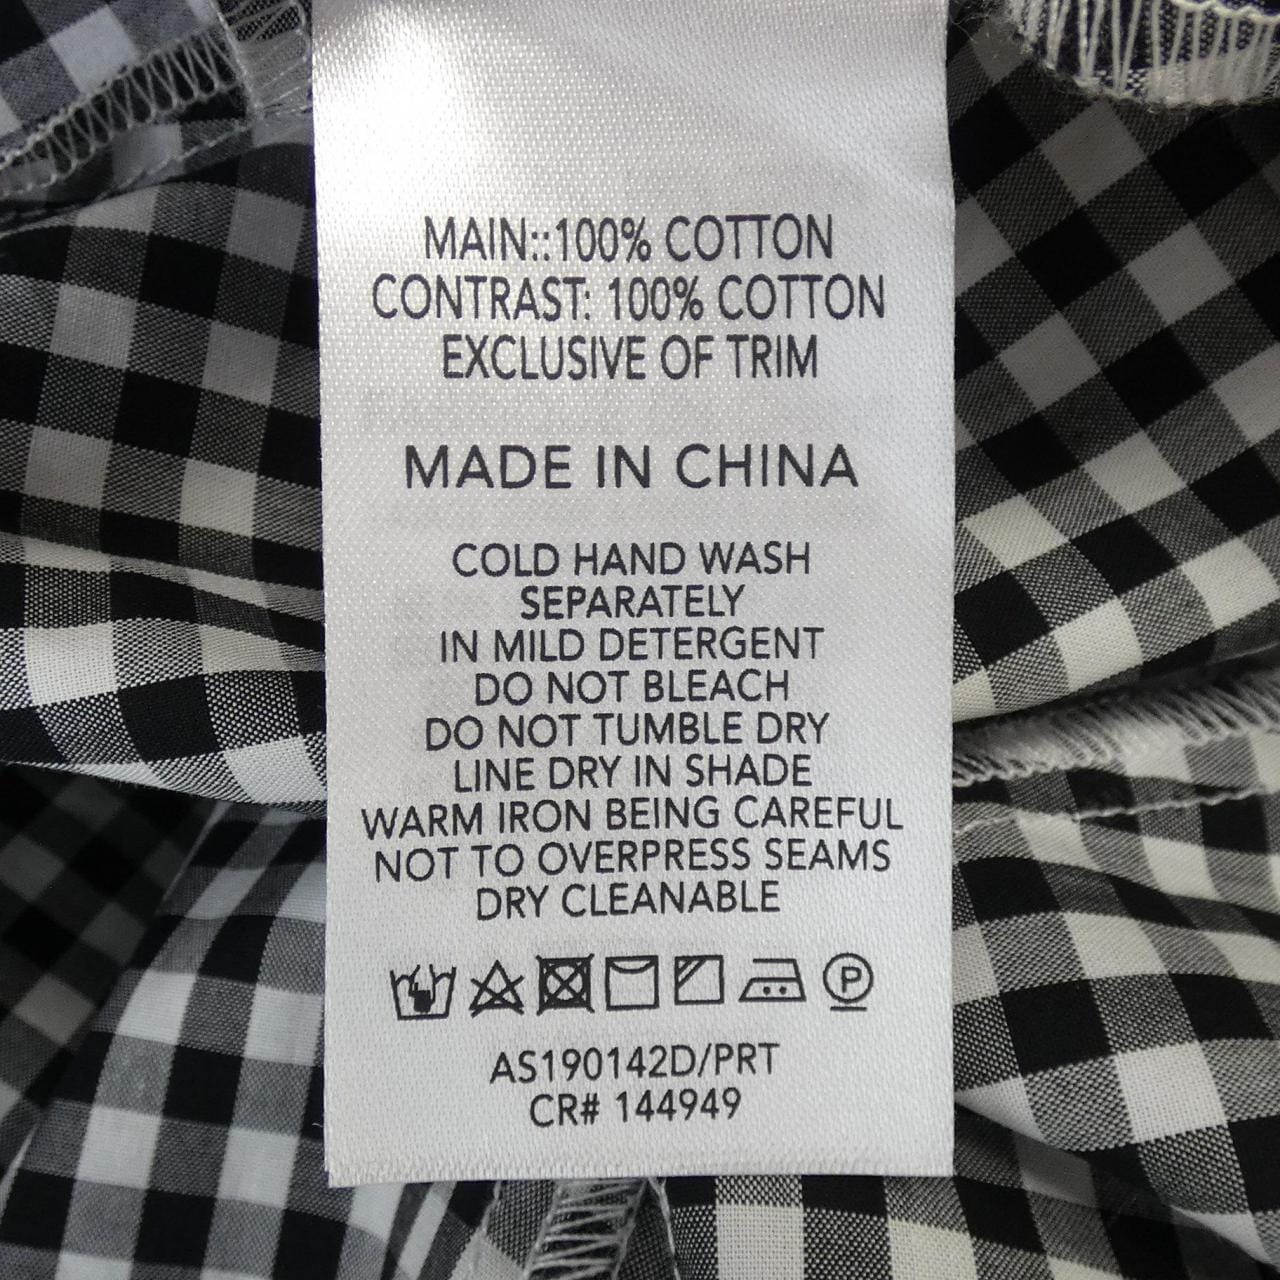 MAIN::100% COTTON
CONTRAST: 100% COTTON
EXCLUSIVE OF TRIM
MADE IN CHINA
COLD HAND WASH
SEPARATELY
IN MILD DETERGENT
DO NOT BLEACH
DO NOT TUMBLE DRY
LINE DRY IN SHADE
WARM IRON BEING CAREFUL
NOT TO OVERPRESS SEAMS
DRY CLEANABLE
P
AS190142D/PRT
CR# 144949